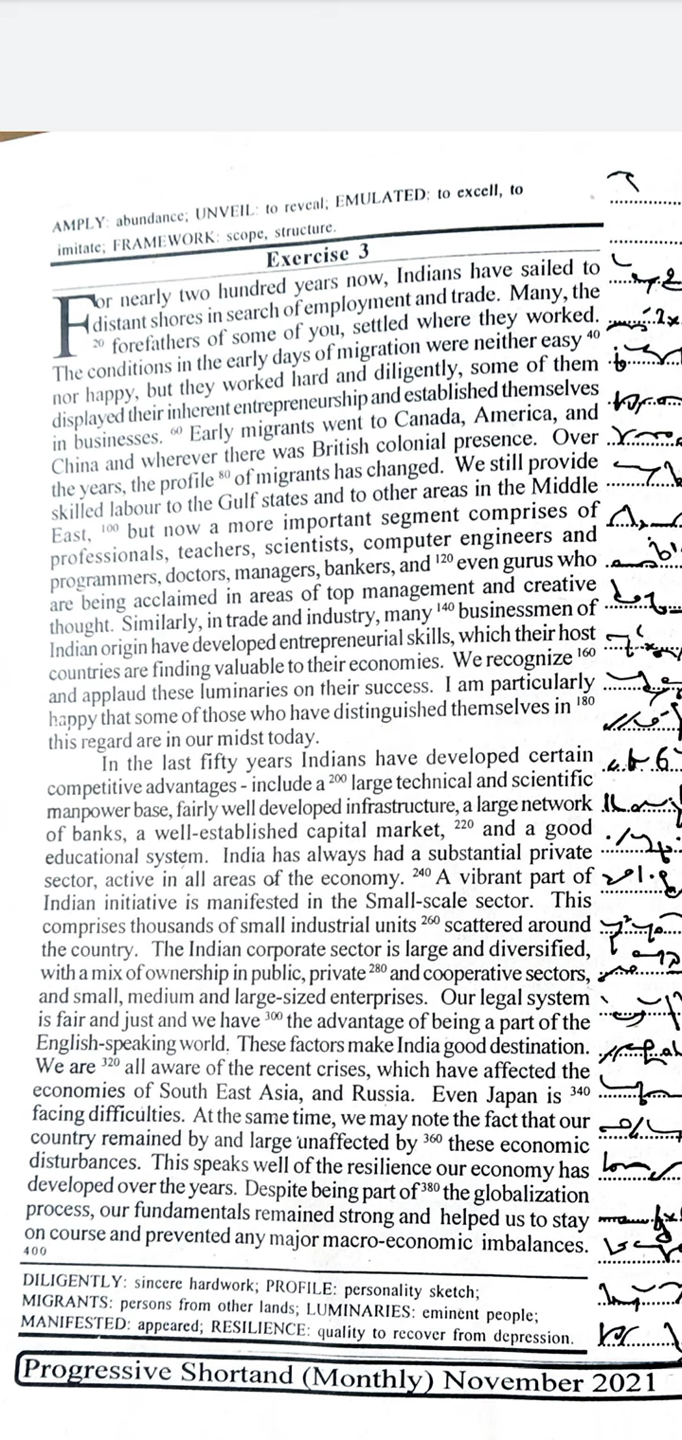 AMPLY: abundance; UNVEIL: to reveal; EMULATED: to excell, to
imitate; FRAMEWORK: scope, structure.
Exercise 3
For nearly two hundred years now, Indians have sailed to
distant shores in search of employment and trade. Many, the
20 forefathers of some of you, settled where they worked.
The conditions in the early days of migration were neither easy 40
nor happy, but they worked hard and diligently, some of them
displayed their inherent entrepreneurship and established themselves
in businesses. 60 Early migrants went to Canada, America, and
China and wherever there was British colonial presence. Over
the years, the profile 80 of migrants has changed. We still provide
skilled labour to the Gulf states and to other areas in the Middle
East, 100 but now a more important segment comprises of
professionals, teachers, scientists, computer engineers and
programmers, doctors, managers, bankers, and 120 even gurus who
are being acclaimed in areas of top management and creative
thought. Similarly, in trade and industry, many 140 businessmen of
Indian origin have developed entrepreneurial skills, which their host
countries are finding valuable to their economies. We recognize 160
and applaud these luminaries on their success. I am particularly
happy that some of those who have distinguished themselves in 180
this regard are in our midst today.
In the last fifty years Indians have developed certain
competitive advantages - include a 200 large technical and scientific
manpower base, fairly well developed infrastructure, a large network
of banks, a well-established capital market, 220 and a good
educational system. India has always had a substantial private
sector, active in all areas of the economy. 240 A vibrant part of
Indian initiative is manifested in the Small-scale sector. This
comprises thousands of small industrial units 260 scattered around
the country. The Indian corporate sector is large and diversified,
with a mix of ownership in public, private 280 and cooperative sectors,
and small, medium and large-sized enterprises. Our legal system
is fair and just and we have 300 the advantage of being a part of the
English-speaking world. These factors make India good destination.
We are 320 all aware of the recent crises, which have affected the
economies of South East Asia, and Russia. Even Japan is 340
facing difficulties. At the same time, we may note the fact that our
country remained by and large unaffected by 360 these economic
disturbances. This speaks well of the resilience our economy has
developed over the years. Despite being part of 380 the globalization
process, our fundamentals remained strong and helped us to stay
on course and prevented any major macro-economic imbalances.
400
DILIGENTLY: sincere hardwork; PROFILE: personality sketch;
MIGRANTS: persons from other lands; LUMINARIES: eminent people;
MANIFESTED: appeared; RESILIENCE: quality to recover from depression.
Progressive Shortand (Monthly) November 2021